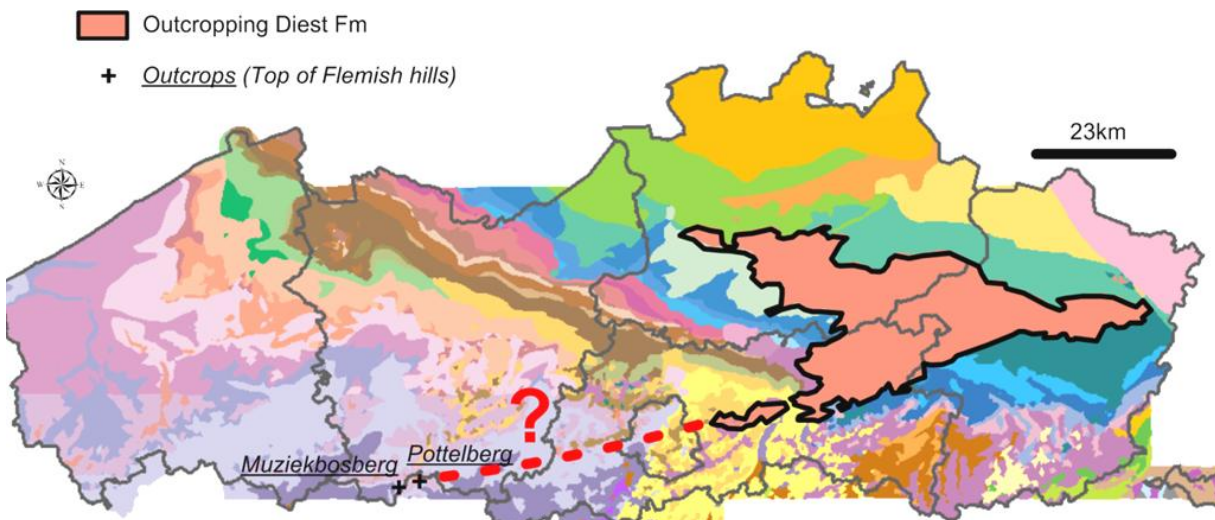 Outcropping Diest Fm
+ Outcrops (Top of Flemish hills)
23km
N
W E
S
?
Pottelberg
Muziekbosberg